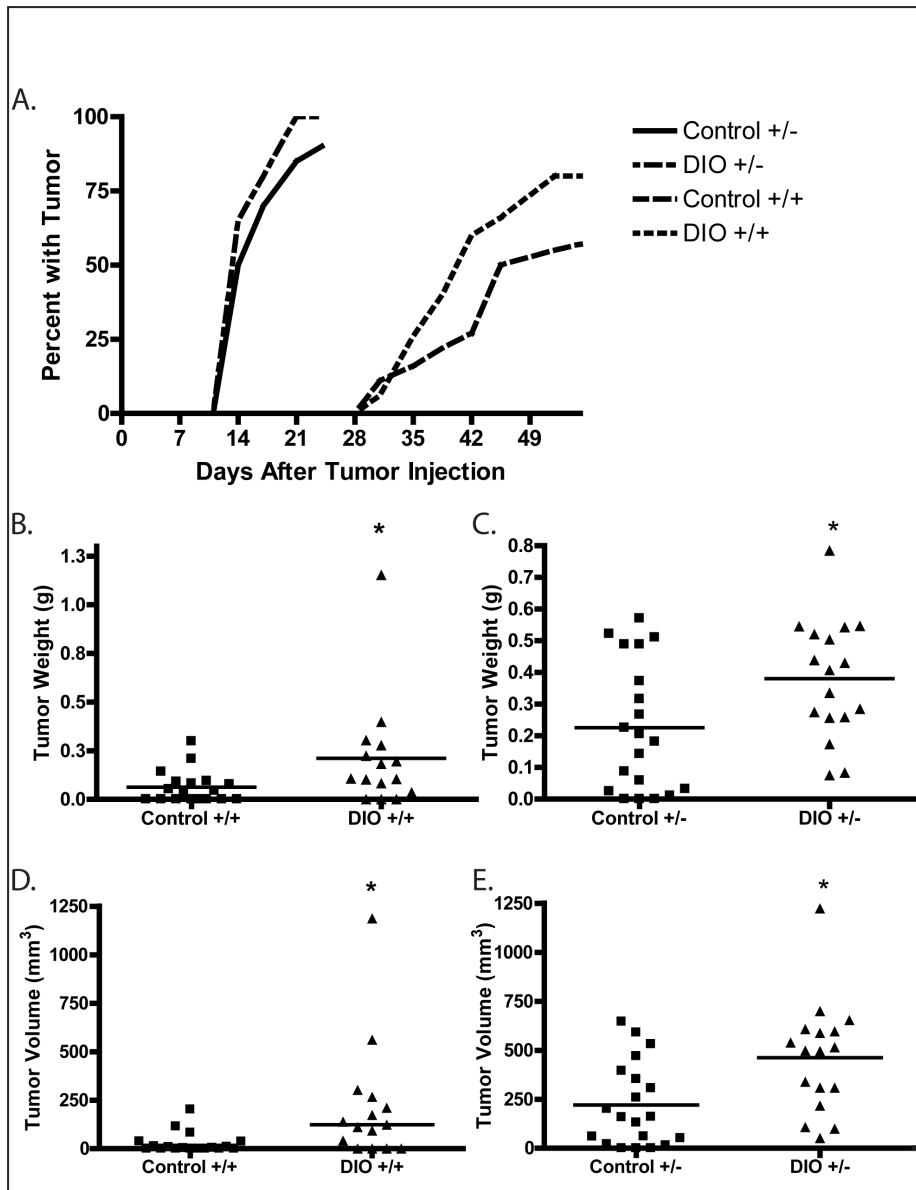 A.
100
75
50
25
0
Percent with Tumor
0 7 14 21 28 35 42 49
Days After Tumor Injection
Control +/-
DIO +/-
Control +/+
DIO +/+
B.
*
1.3
1.0
0.8
0.5
0.3
0.0
Tumor Weight (g)
Control +/+ DIO +/+
C.
*
0.8
0.7
0.6
0.5
0.4
0.3
0.2
0.1
0.0
Tumor Weight (g)
Control +/- DIO +/-
D.
*
1250
1000
750
500
250
0
Tumor Volume (mm³)
Control +/+ DIO +/+
E.
*
1250
1000
750
500
250
0
Tumor Volume (mm³)
Control +/- DIO +/-